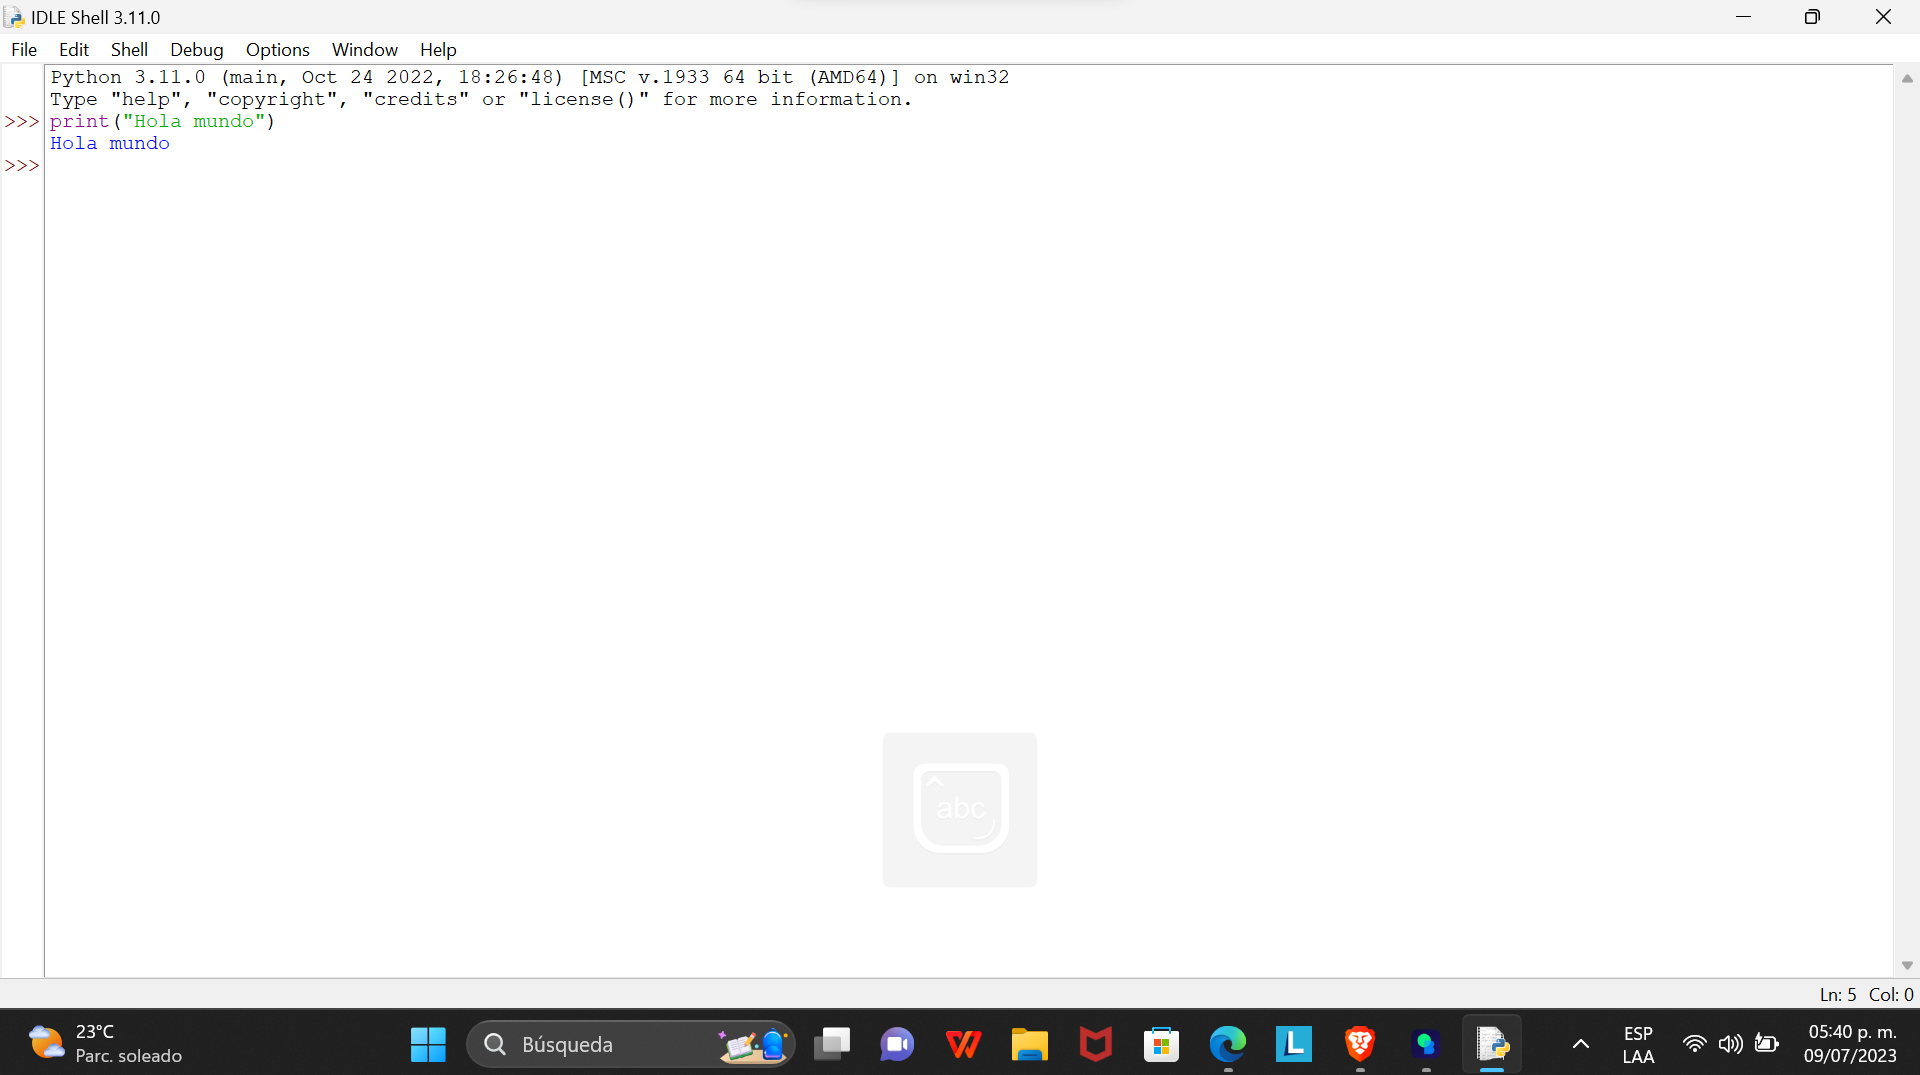 IDLE Shell 3.11.0
File Edit Shell Debug Options Window Help
Python 3.11.0 (main, Oct 24 2022, 18:26:48) [MSC v.1933 64 bit (AMD64)] on win32
Type "help", "copyright", "credits" or "license()" for more information.
>>> print("Hola mundo")
Hola mundo
>>>
abc
Ln: 5 Col: 0
23°C
Parc. soleado
Búsqueda
W
L
ESP
LAA
05:40 p. m.
09/07/2023